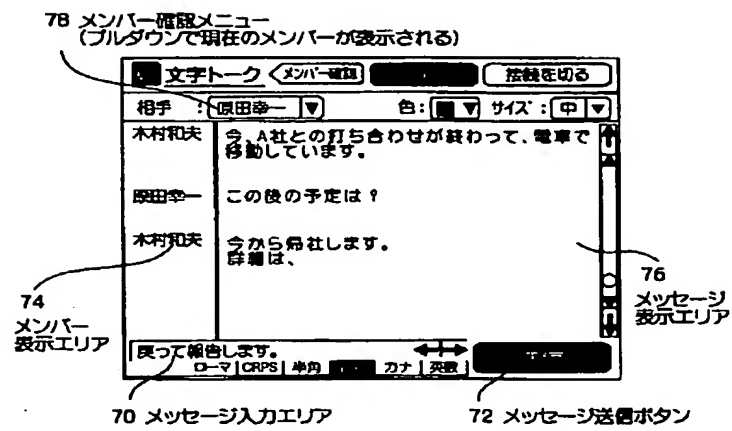 78 メンバー確認メニュー
(プルダウンで現在のメンバーが表示される)
文字トーク メンバー確認 接続を切る
相手 : 原田幸一 ▼ 色: ▼ サイズ: 中 ▼
木村和夫 今、A社との打ち合わせが終わって、電車で
移動しています。
原田幸一 この後の予定は?
木村和夫 今から帰社します。
詳細は、
74
メンバー
表示エリア
76
メッセージ
表示エリア
戻って報告します。
ローマ CRPS 半角 カナ 英数
70 メッセージ入力エリア
72 メッセージ送信ボタン